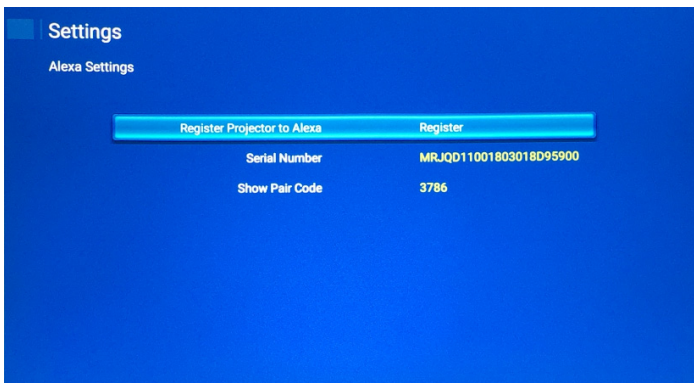 Settings
Alexa Settings
Register Projector to Alexa Register
Serial Number MRJQD11001803018D95900
Show Pair Code 3786